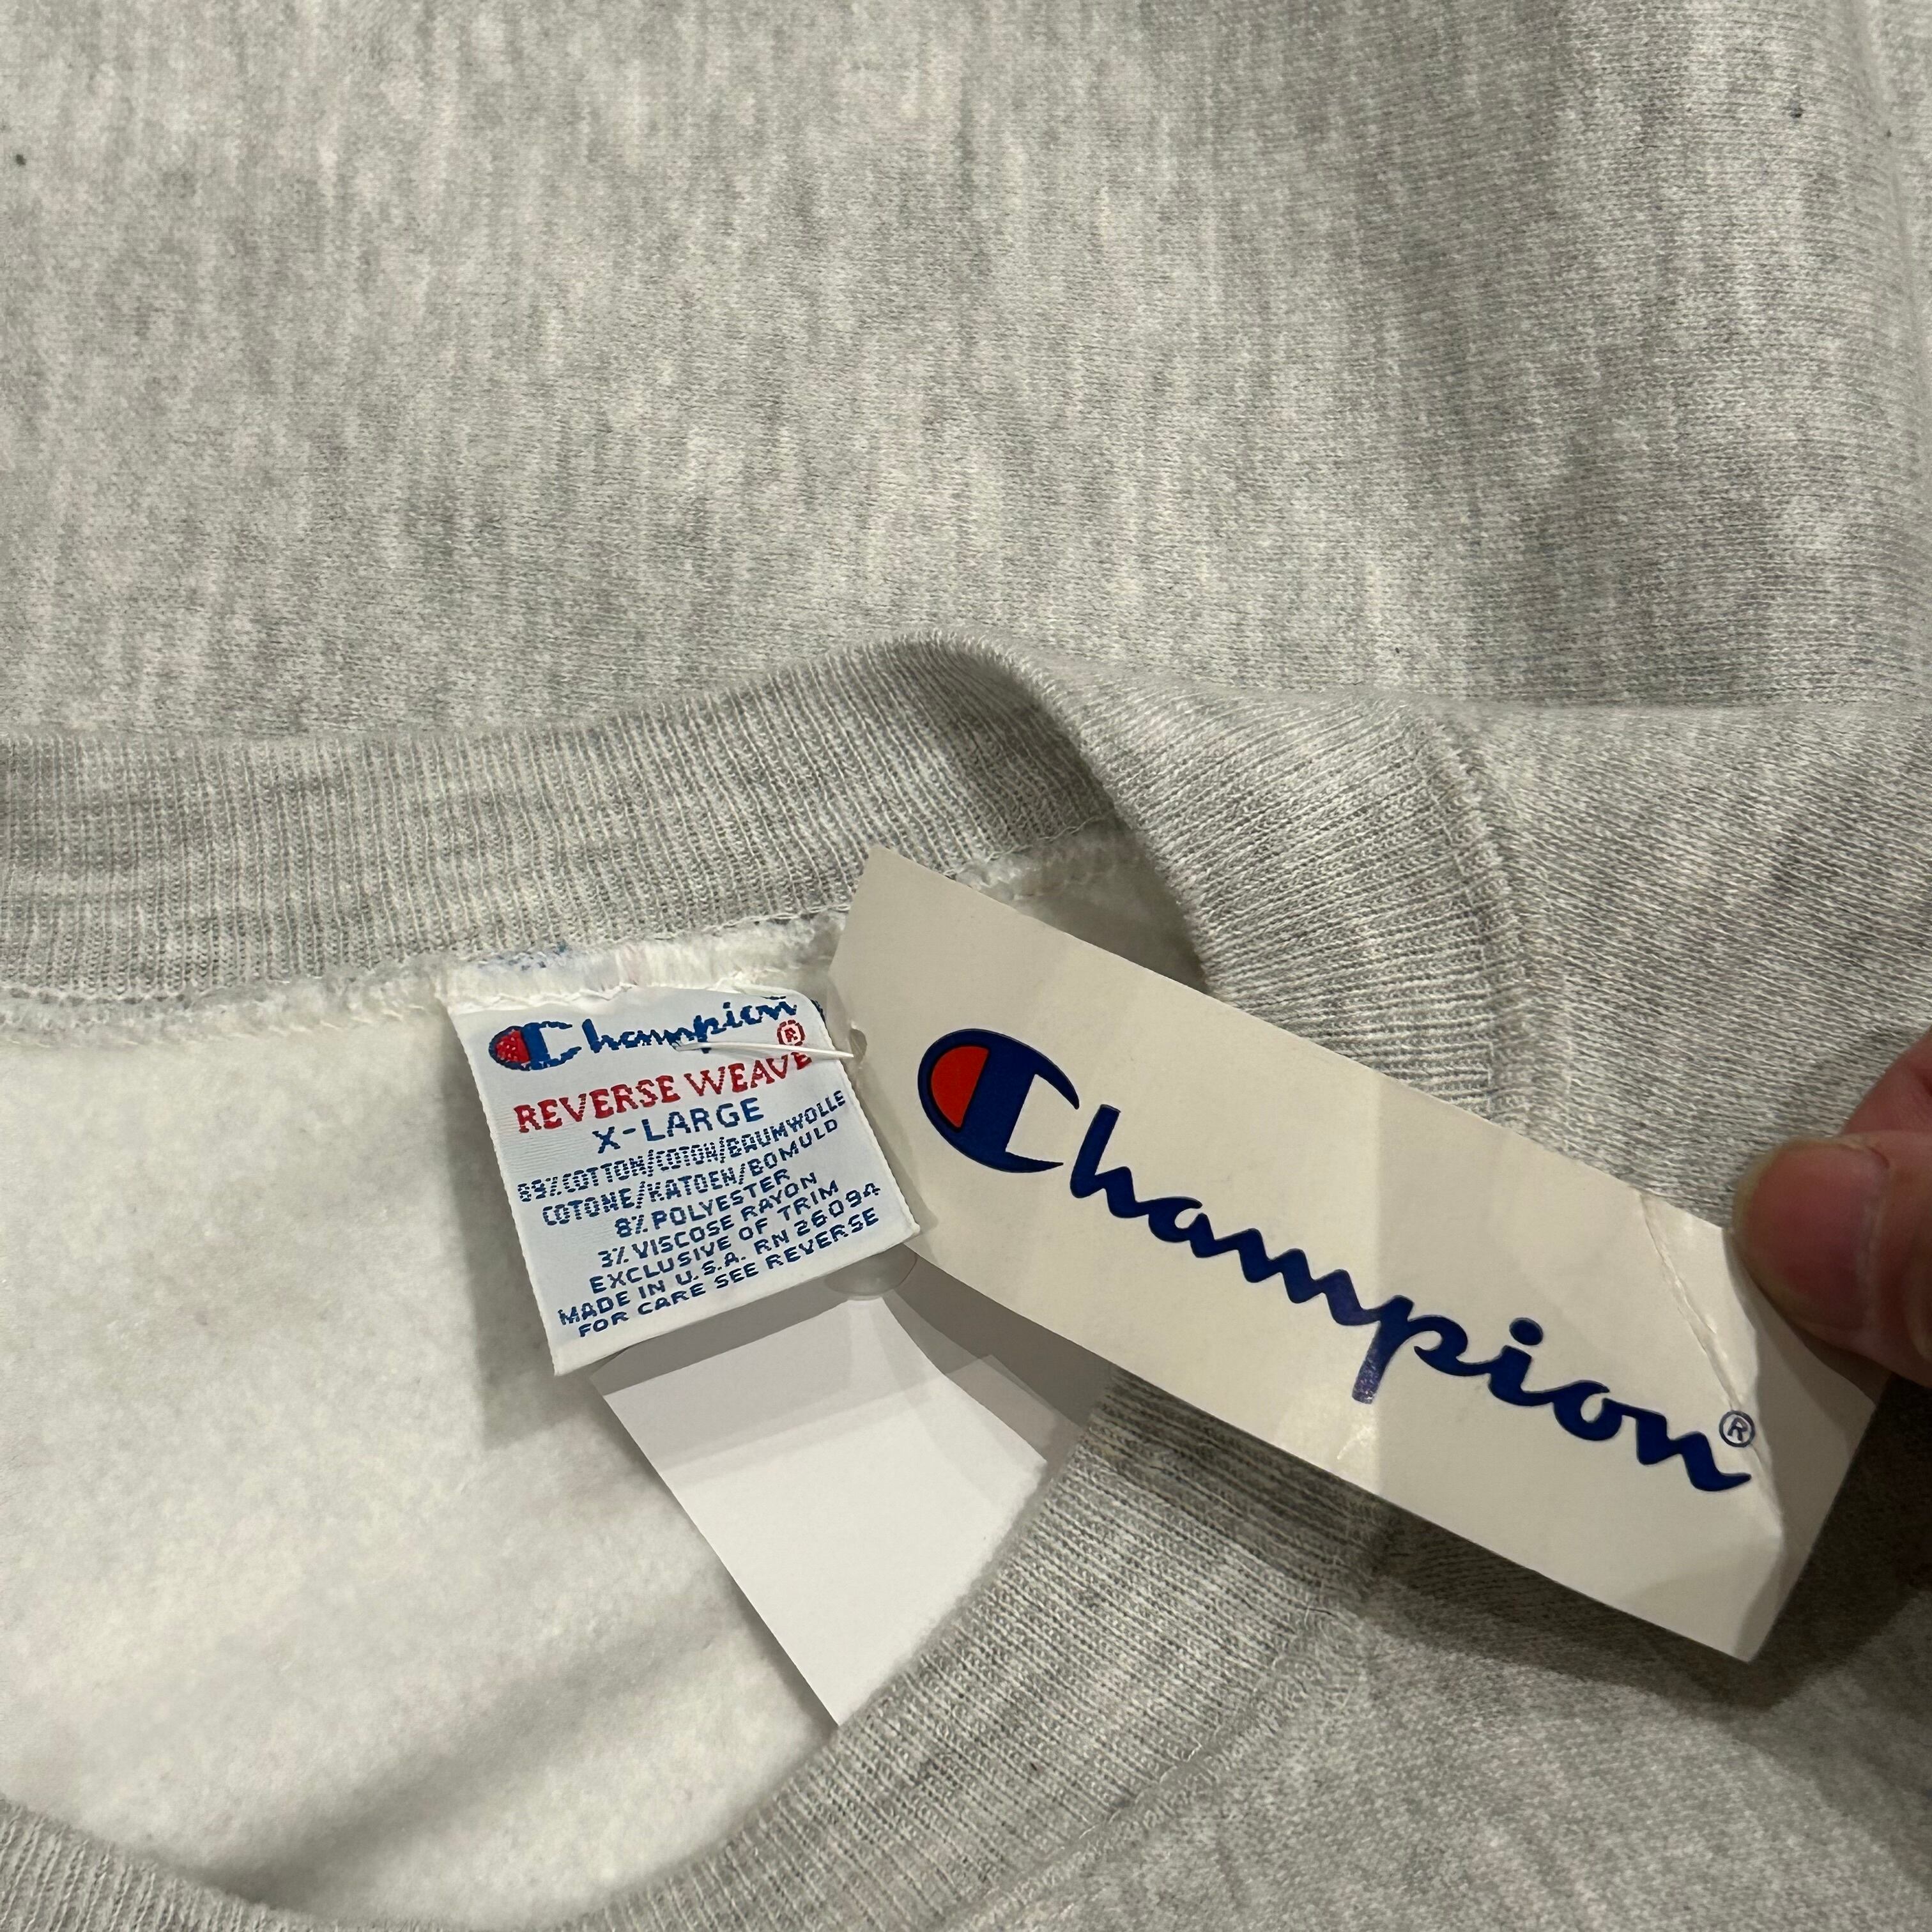 Champion®
REVERSE WEAVE
X-LARGE
89%COTTON/COTON/BAUMWOLLE
COTONE/KATOEN/BOMULD
8% POLYESTER
3% VISCOSE RAYON
EXCLUSIVE OF TRIM
MADE IN U.S.A. RN 26094
FOR CARE SEE REVERSE
Champion®